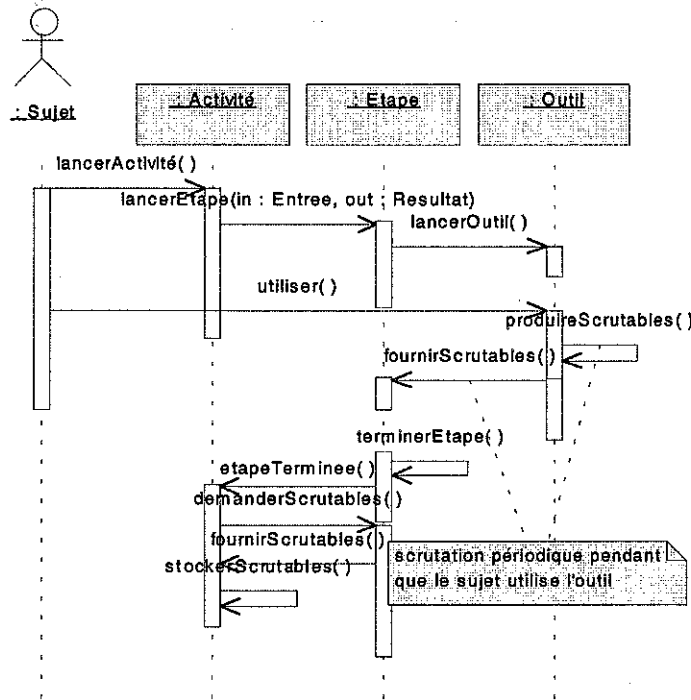 : Sujet
: Activité
: Etape
: Outil
lancerActivité( )
lancerEtape(in : Entree, out : Resultat)
lancerOutil( )
utiliser( )
produireScrutables( )
fournirScrutables( )
terminerEtape( )
etapeTerminee( )
demanderScrutables( )
fournirScrutables( )
stockerScrutables( )
scrutation périodique pendant
que le sujet utilise l'outil